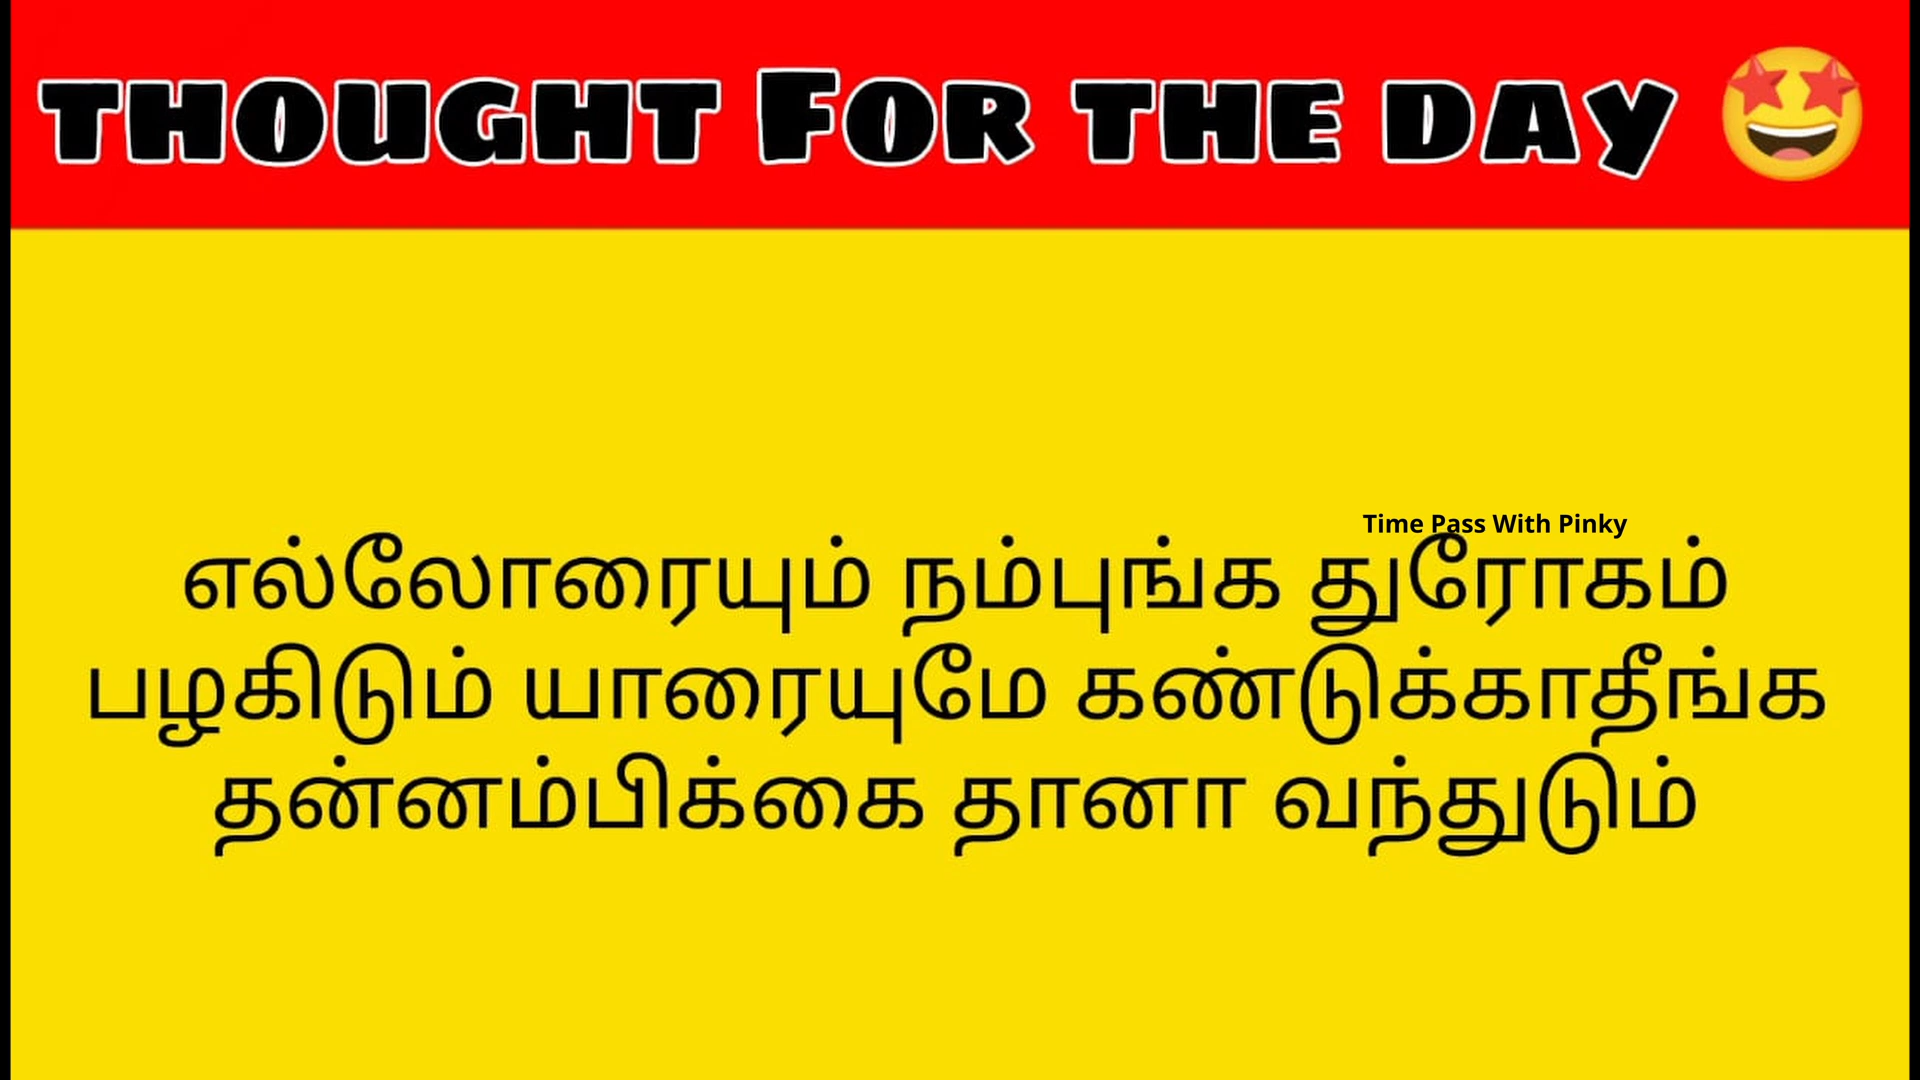 THOUGHT FOR THE DAY 🤩
Time Pass With Pinky
எல்லோரையும் நம்புங்க துரோகம்
பழகிடும் யாரையுமே கண்டுக்காதீங்க
தன்னம்பிக்கை தானா வந்துடும்